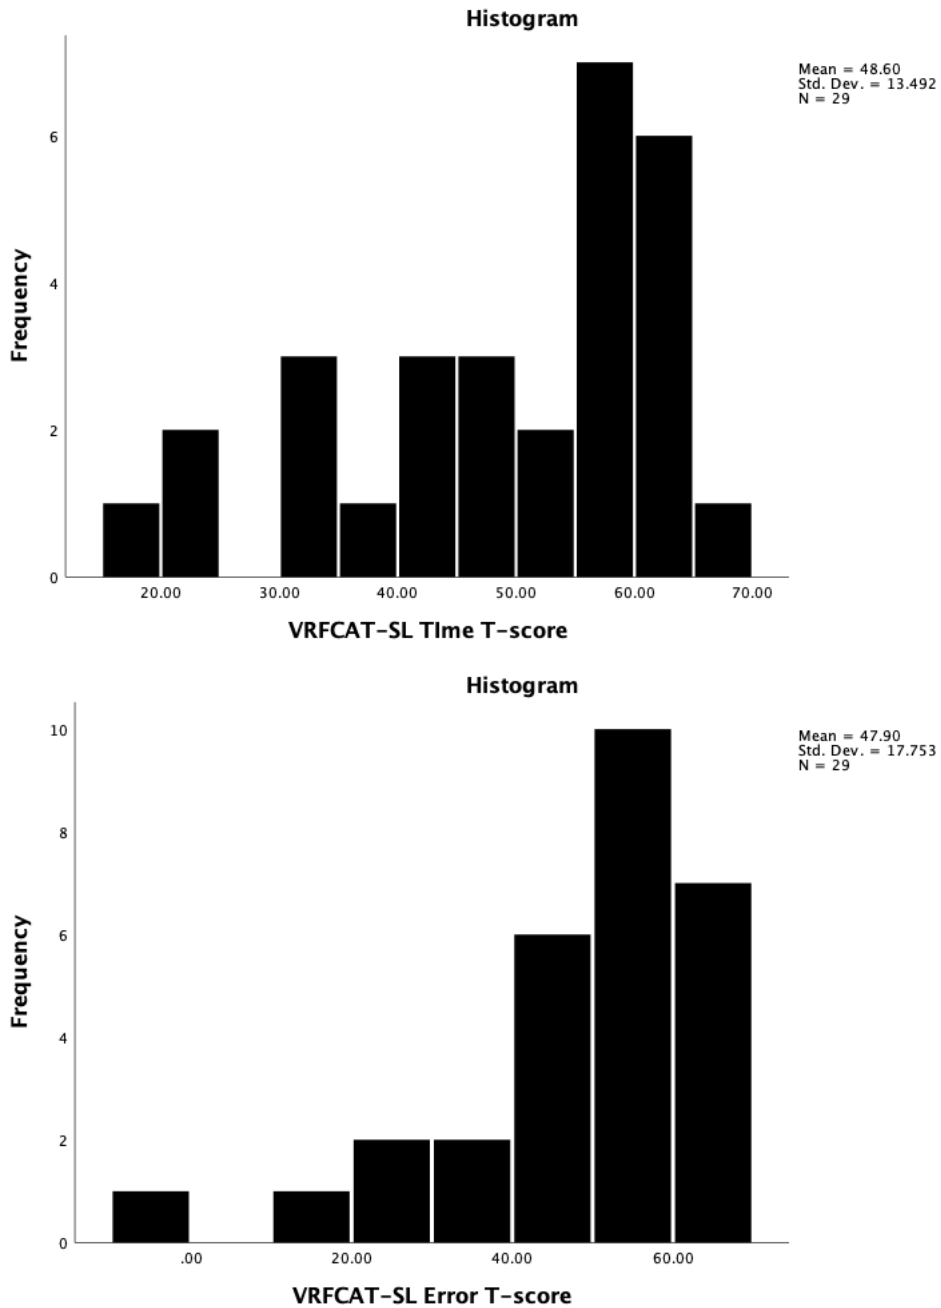 Histogram
Mean = 48.60
Std. Dev. = 13.492
N = 29
6
4
2
0
Frequency
20.00 30.00 40.00 50.00 60.00 70.00
VRFCAT-SL TIme T-score
Histogram
Mean = 47.90
Std. Dev. = 17.753
N = 29
10
8
6
4
2
0
Frequency
.00 20.00 40.00 60.00
VRFCAT-SL Error T-score